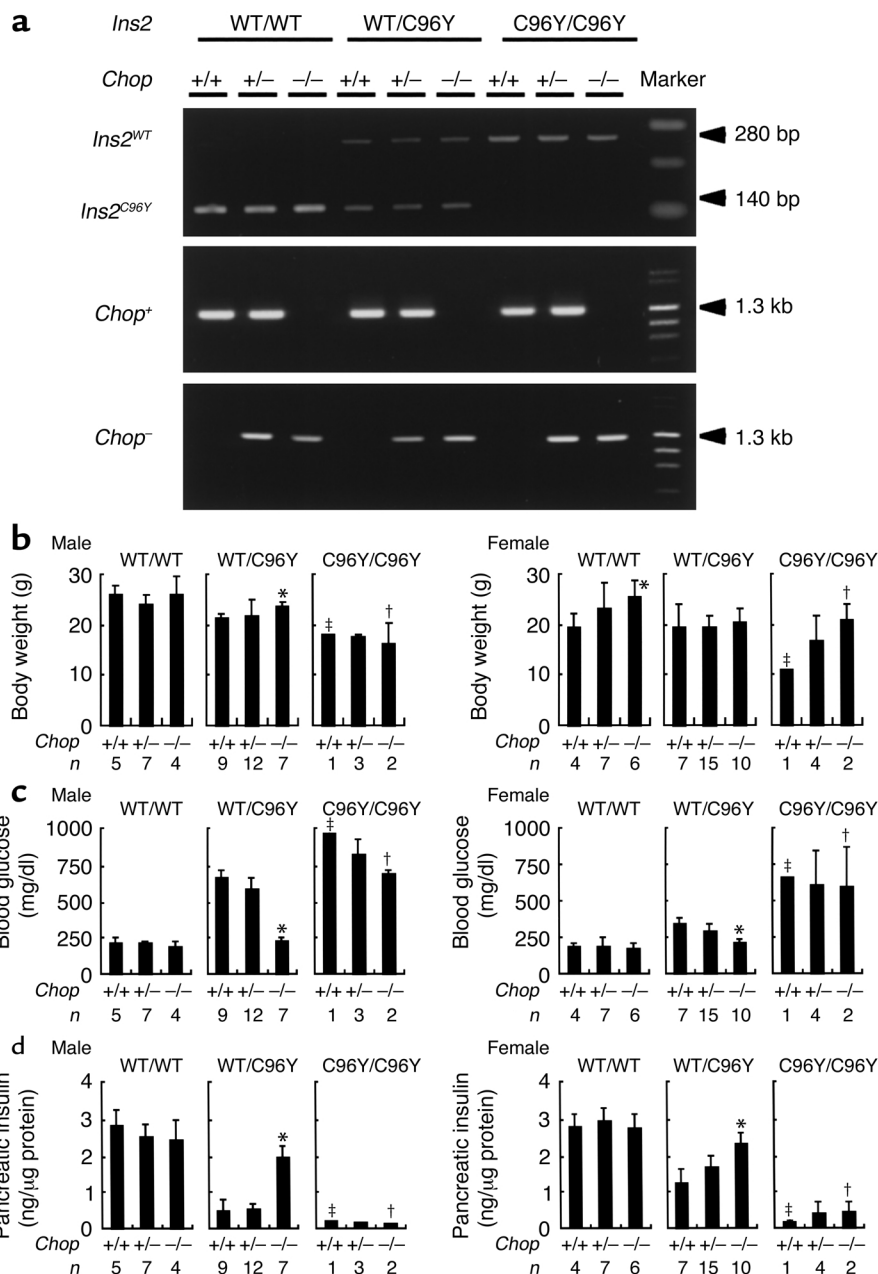 a Ins2 WT/WT WT/C96Y C96Y/C96Y
Chop +/+ +/– –/– +/+ +/– –/– +/+ +/– –/– Marker
Ins2WT 280 bp
Ins2C96Y 140 bp
Chop+ 1.3 kb
Chop– 1.3 kb
b Male Female
WT/WT WT/C96Y C96Y/C96Y WT/WT WT/C96Y C96Y/C96Y
Body weight (g) Body weight (g)
30 30
20 20
10 10
0 0
* ‡ † * ‡ †
Chop +/+ +/– –/– +/+ +/– –/– +/+ +/– –/– +/+ +/– –/– +/+ +/– –/– +/+ +/– –/–
n 5 7 4 9 12 7 1 3 2 4 7 6 7 15 10 1 4 2
c Male Female
WT/WT WT/C96Y C96Y/C96Y WT/WT WT/C96Y C96Y/C96Y
Blood glucose Blood glucose
(mg/dl) (mg/dl)
1000 1000
750 750
500 500
250 250
0 0
* ‡ † * ‡ †
Chop +/+ +/– –/– +/+ +/– –/– +/+ +/– –/– +/+ +/– –/– +/+ +/– –/– +/+ +/– –/–
n 5 7 4 9 12 7 1 3 2 4 7 6 7 15 10 1 4 2
d Male Female
WT/WT WT/C96Y C96Y/C96Y WT/WT WT/C96Y C96Y/C96Y
Pancreatic insulin Pancreatic insulin
(ng/μg protein) (ng/μg protein)
4 4
3 3
2 2
1 1
0 0
* ‡ † * ‡ †
Chop +/+ +/– –/– +/+ +/– –/– +/+ +/– –/– +/+ +/– –/– +/+ +/– –/– +/+ +/– –/–
n 5 7 4 9 12 7 1 3 2 4 7 6 7 15 10 1 4 2